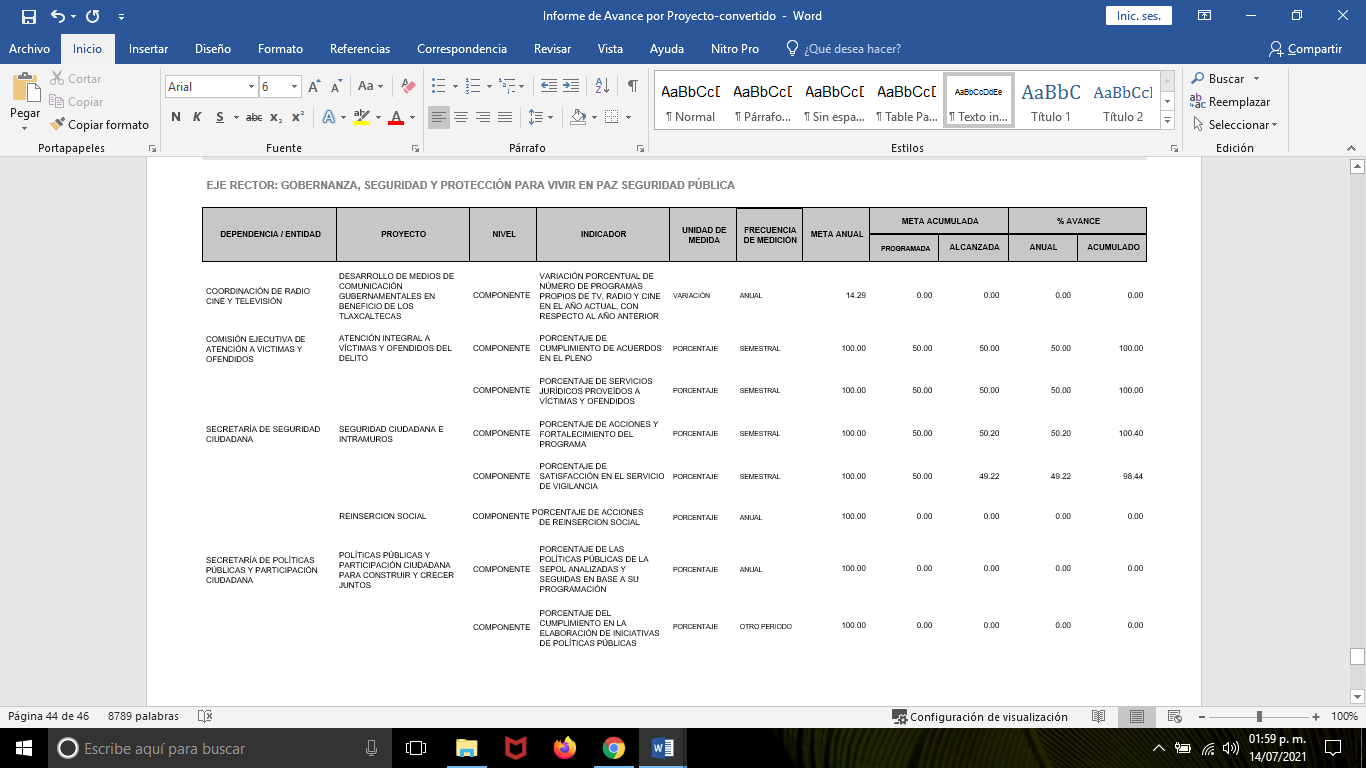 Informe de Avance por Proyecto-convertido - Word
Inic. ses.
Archivo Inicio Insertar Diseño Formato Referencias Correspondencia Revisar Vista Ayuda Nitro Pro ¿Qué desea hacer? Compartir
Pegar
Cortar
Copiar
Copiar formato
Portapapeles
Arial 6
N K S abc x₂ x²
Fuente
Párrafo
AaBbCcI AaBbCcI AaBbCcI AaBbCcI AaBbCcDdEe AaBbC AaBbCcI
¶ Normal ¶ Párrafo... ¶ Sin espa... ¶ Table Pa... ¶ Texto in... Título 1 Título 2
Estilos
Buscar
Reemplazar
Seleccionar
Edición
EJE RECTOR: GOBERNANZA, SEGURIDAD Y PROTECCIÓN PARA VIVIR EN PAZ SEGURIDAD PÚBLICA
DEPENDENCIA / ENTIDAD PROYECTO NIVEL INDICADOR UNIDAD DE MEDIDA FRECUENCIA DE MEDICIÓN META ANUAL META ACUMULADA % AVANCE
PROGRAMADA ALCANZADA ANUAL ACUMULADO
COORDINACIÓN DE RADIO
CINE Y TELEVISIÓN
DESARROLLO DE MEDIOS DE
COMUNICACIÓN
GUBERNAMENTALES EN
BENEFICIO DE LOS
TLAXCALTECAS
COMPONENTE
VARIACIÓN PORCENTUAL DE
NÚMERO DE PROGRAMAS
PROPIOS DE TV, RADIO Y CINE
EN EL AÑO ACTUAL, CON
RESPECTO AL AÑO ANTERIOR
VARIACIÓN ANUAL 14.29 0.00 0.00 0.00 0.00
COMISIÓN EJECUTIVA DE
ATENCIÓN A VICTIMAS Y
OFENDIDOS
ATENCIÓN INTEGRAL A
VÍCTIMAS Y OFENDIDOS DEL
DELITO
COMPONENTE
PORCENTAJE DE
CUMPLIMIENTO DE ACUERDOS
EN EL PLENO
PORCENTAJE SEMESTRAL 100.00 50.00 50.00 50.00 100.00
COMPONENTE
PORCENTAJE DE SERVICIOS
JURÍDICOS PROVEÍDOS A
VÍCTIMAS Y OFENDIDOS
PORCENTAJE SEMESTRAL 100.00 50.00 50.00 50.00 100.00
SECRETARÍA DE SEGURIDAD
CIUDADANA
SEGURIDAD CIUDADANA E
INTRAMUROS
COMPONENTE
PORCENTAJE DE ACCIONES Y
FORTALECIMIENTO DEL
PROGRAMA
PORCENTAJE SEMESTRAL 100.00 50.00 50.20 50.20 100.40
COMPONENTE
PORCENTAJE DE
SATISFACCIÓN EN EL SERVICIO
DE VIGILANCIA
PORCENTAJE SEMESTRAL 100.00 50.00 49.22 49.22 98.44
REINSERCION SOCIAL
COMPONENTE
PORCENTAJE DE ACCIONES
DE REINSERCION SOCIAL
PORCENTAJE ANUAL 100.00 0.00 0.00 0.00 0.00
SECRETARÍA DE POLÍTICAS
PÚBLICAS Y PARTICIPACIÓN
CIUDADANA
POLÍTICAS PÚBLICAS Y
PARTICIPACIÓN CIUDADANA
PARA CONSTRUIR Y CRECER
JUNTOS
COMPONENTE
PORCENTAJE DE LAS
POLÍTICAS PÚBLICAS DE LA
SEPOL ANALIZADAS Y
SEGUIDAS EN BASE A SU
PROGRAMACIÓN
PORCENTAJE ANUAL 100.00 0.00 0.00 0.00 0.00
COMPONENTE
PORCENTAJE DEL
CUMPLIMIENTO EN LA
ELABORACIÓN DE INICIATIVAS
DE POLÍTICAS PÚBLICAS
PORCENTAJE OTRO PERIODO 100.00 0.00 0.00 0.00 0.00
Página 44 de 46 8789 palabras Configuración de visualización 100%
Escribe aquí para buscar
01:59 p. m.
14/07/2021